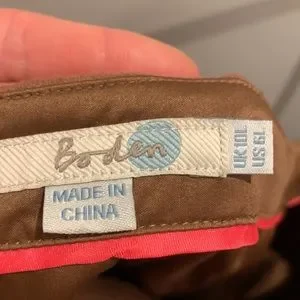 Boden
UK 10L
US 6L
MADE IN
CHINA